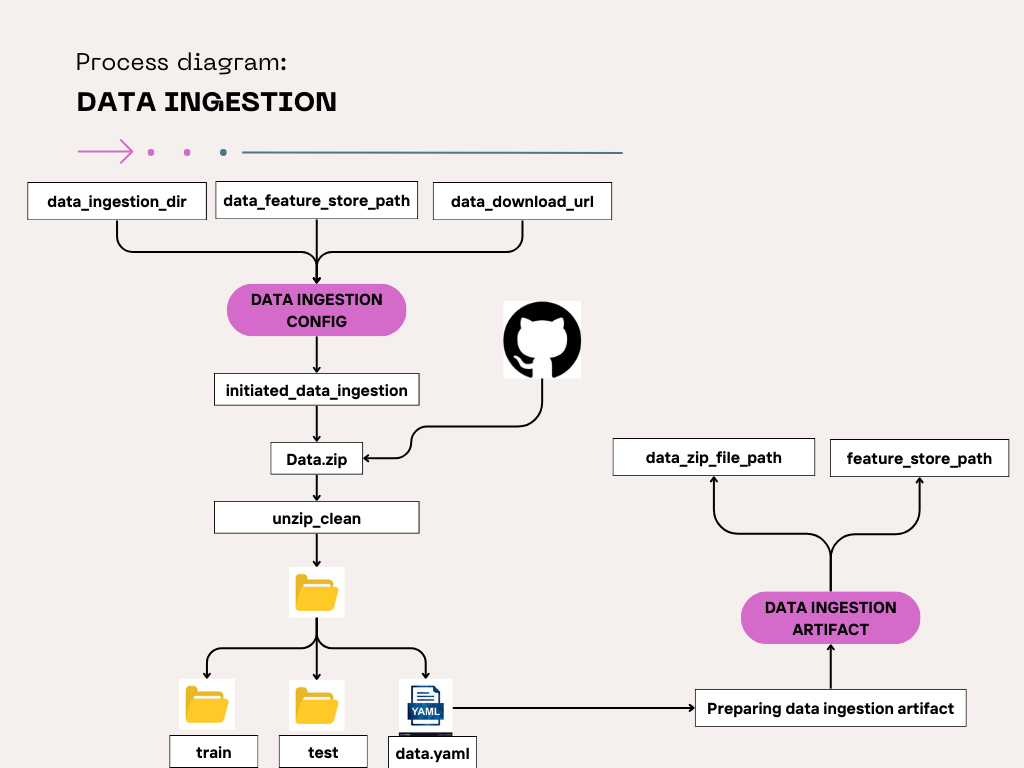 Process diagram:
DATA INGESTION
data_ingestion_dir
data_feature_store_path
data_download_url
DATA INGESTION
CONFIG
initiated_data_ingestion
Data.zip
unzip_clean
data_zip_file_path
feature_store_path
DATA INGESTION
ARTIFACT
YAML
Preparing data ingestion artifact
train
test
data.yaml